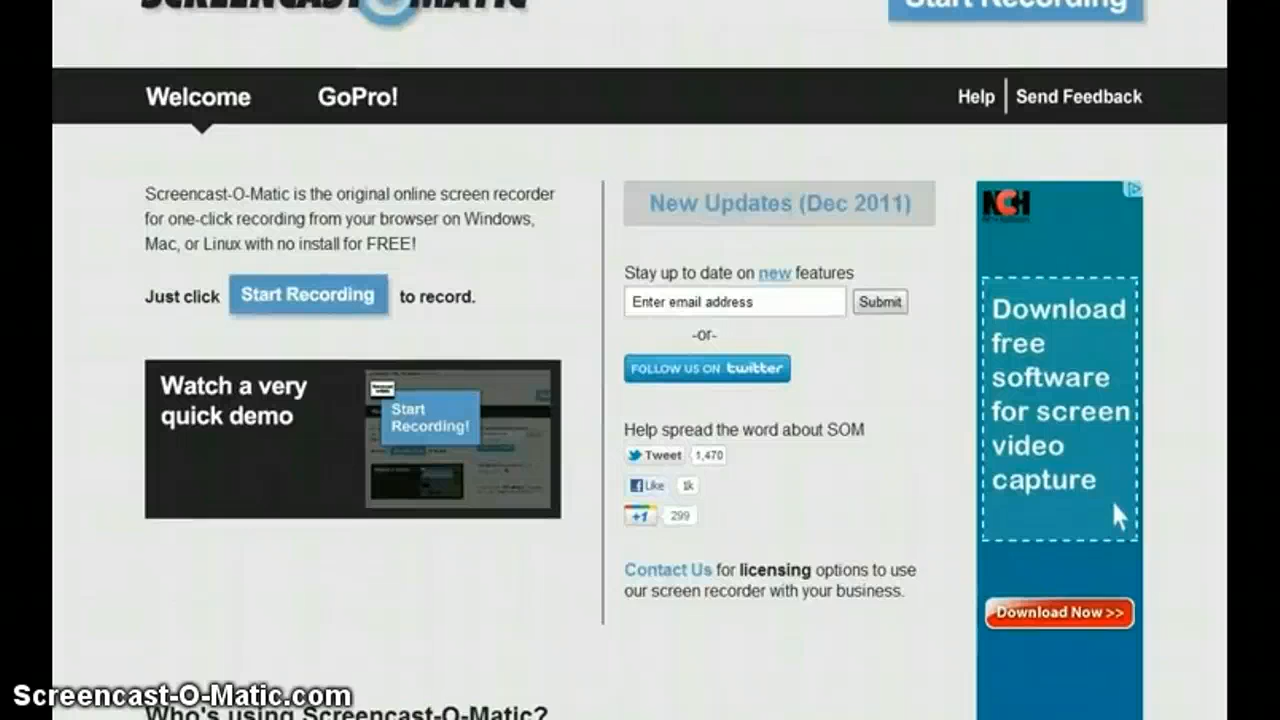 SCREENCAST-O-MATIC
Start Recording
Welcome
GoPro!
Help
Send Feedback
Screencast-O-Matic is the original online screen recorder
for one-click recording from your browser on Windows,
Mac, or Linux with no install for FREE!
Just click
Start Recording
to record.
Watch a very
quick demo
Start
Recording!
New Updates (Dec 2011)
Stay up to date on new features
Enter email address
Submit
-or-
FOLLOW US ON twitter
Help spread the word about SOM
Tweet 1,470
Like 1k
+1 299
Contact Us for licensing options to use
our screen recorder with your business.
NCH
Download
free
software
for screen
video
capture
Download Now >>
Who's using Screencast-O-Matic?
Screencast-O-Matic.com